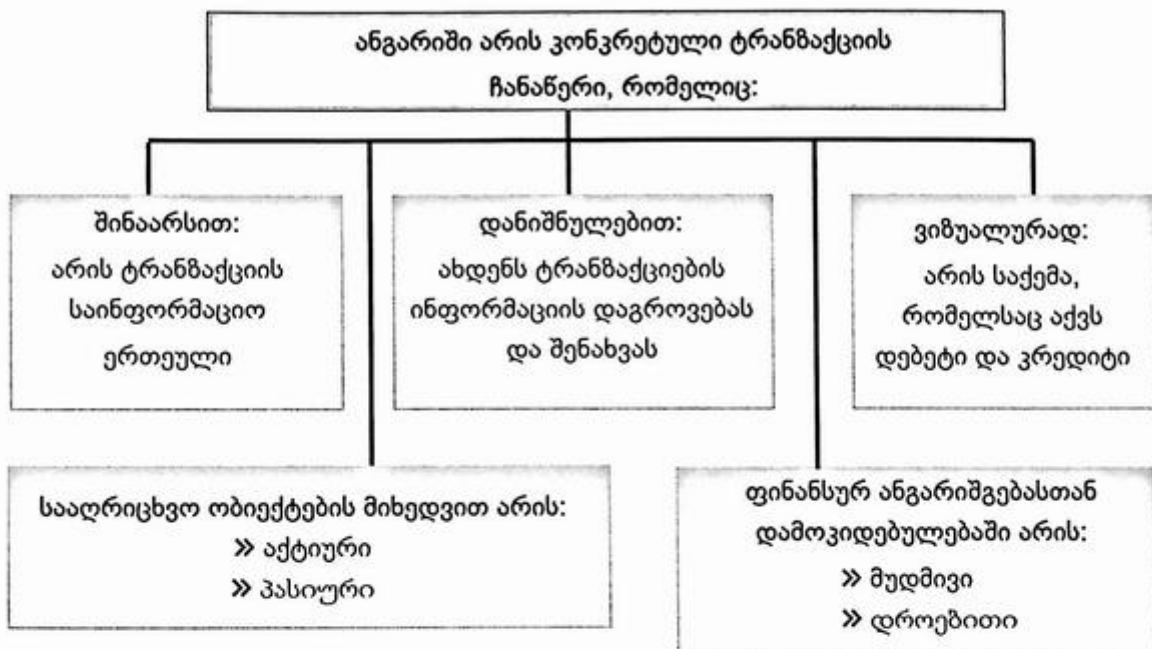 ანგარიში არის კონკრეტული ტრანზაქციის
ჩანაწერი, რომელიც:
შინაარსით:
არის ტრანზაქციის
საინფორმაციო
ერთეული
დანიშნულებით:
ახდენს ტრანზაქციების
ინფორმაციის დაგროვებას
და შენახვას
ვიზუალურად:
არის საქემა,
რომელსაც აქვს
დებეტი და კრედიტი
სააღრიცხვო ობიექტების მიხედვით არის:
» აქტიური
» პასიური
ფინანსურ ანგარიშგებასთან
დამოკიდებულებაში არის:
» მუდმივი
» დროებითი